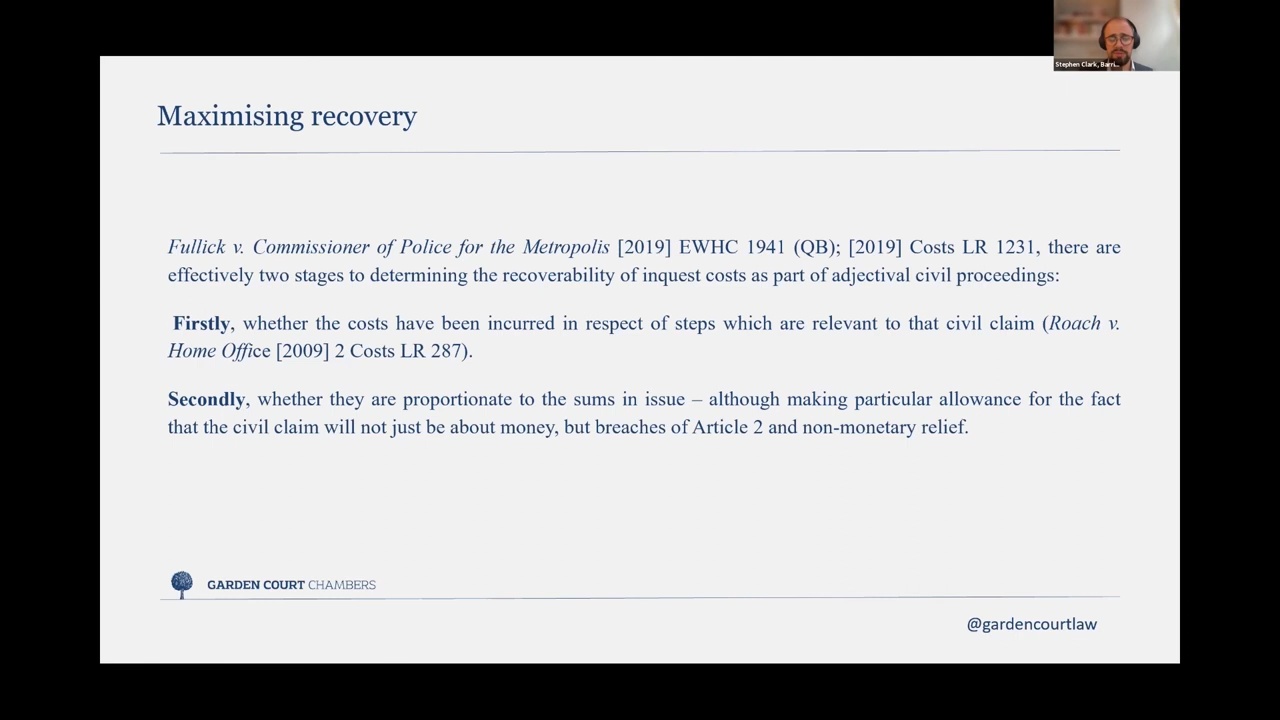 Stephen Clark, Barri...
Maximising recovery
Fullick v. Commissioner of Police for the Metropolis [2019] EWHC 1941 (QB); [2019] Costs LR 1231, there are
effectively two stages to determining the recoverability of inquest costs as part of adjectival civil proceedings:
Firstly, whether the costs have been incurred in respect of steps which are relevant to that civil claim (Roach v.
Home Office [2009] 2 Costs LR 287).
Secondly, whether they are proportionate to the sums in issue – although making particular allowance for the fact
that the civil claim will not just be about money, but breaches of Article 2 and non-monetary relief.
GARDEN COURT CHAMBERS
@gardencourtlaw